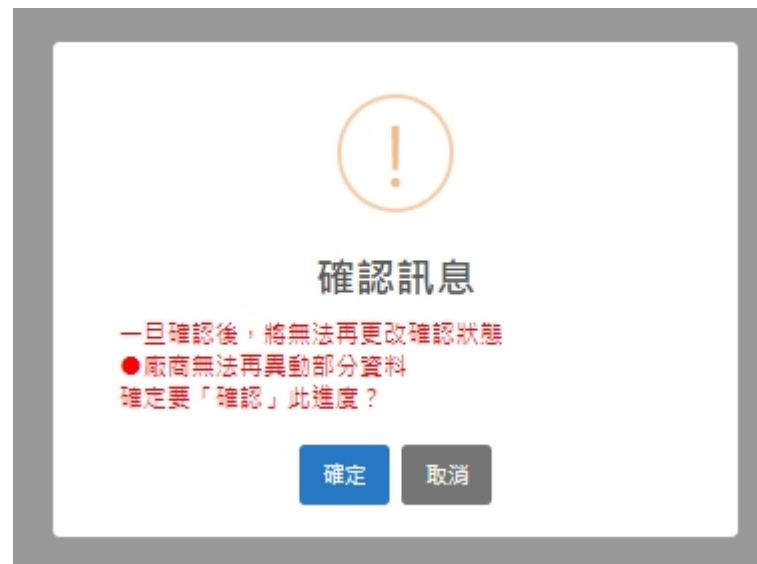 確認訊息
一旦確認後，將無法再更改確認狀態
●廠商無法再異動部分資料
確定要「確認」此進度？
確定
取消